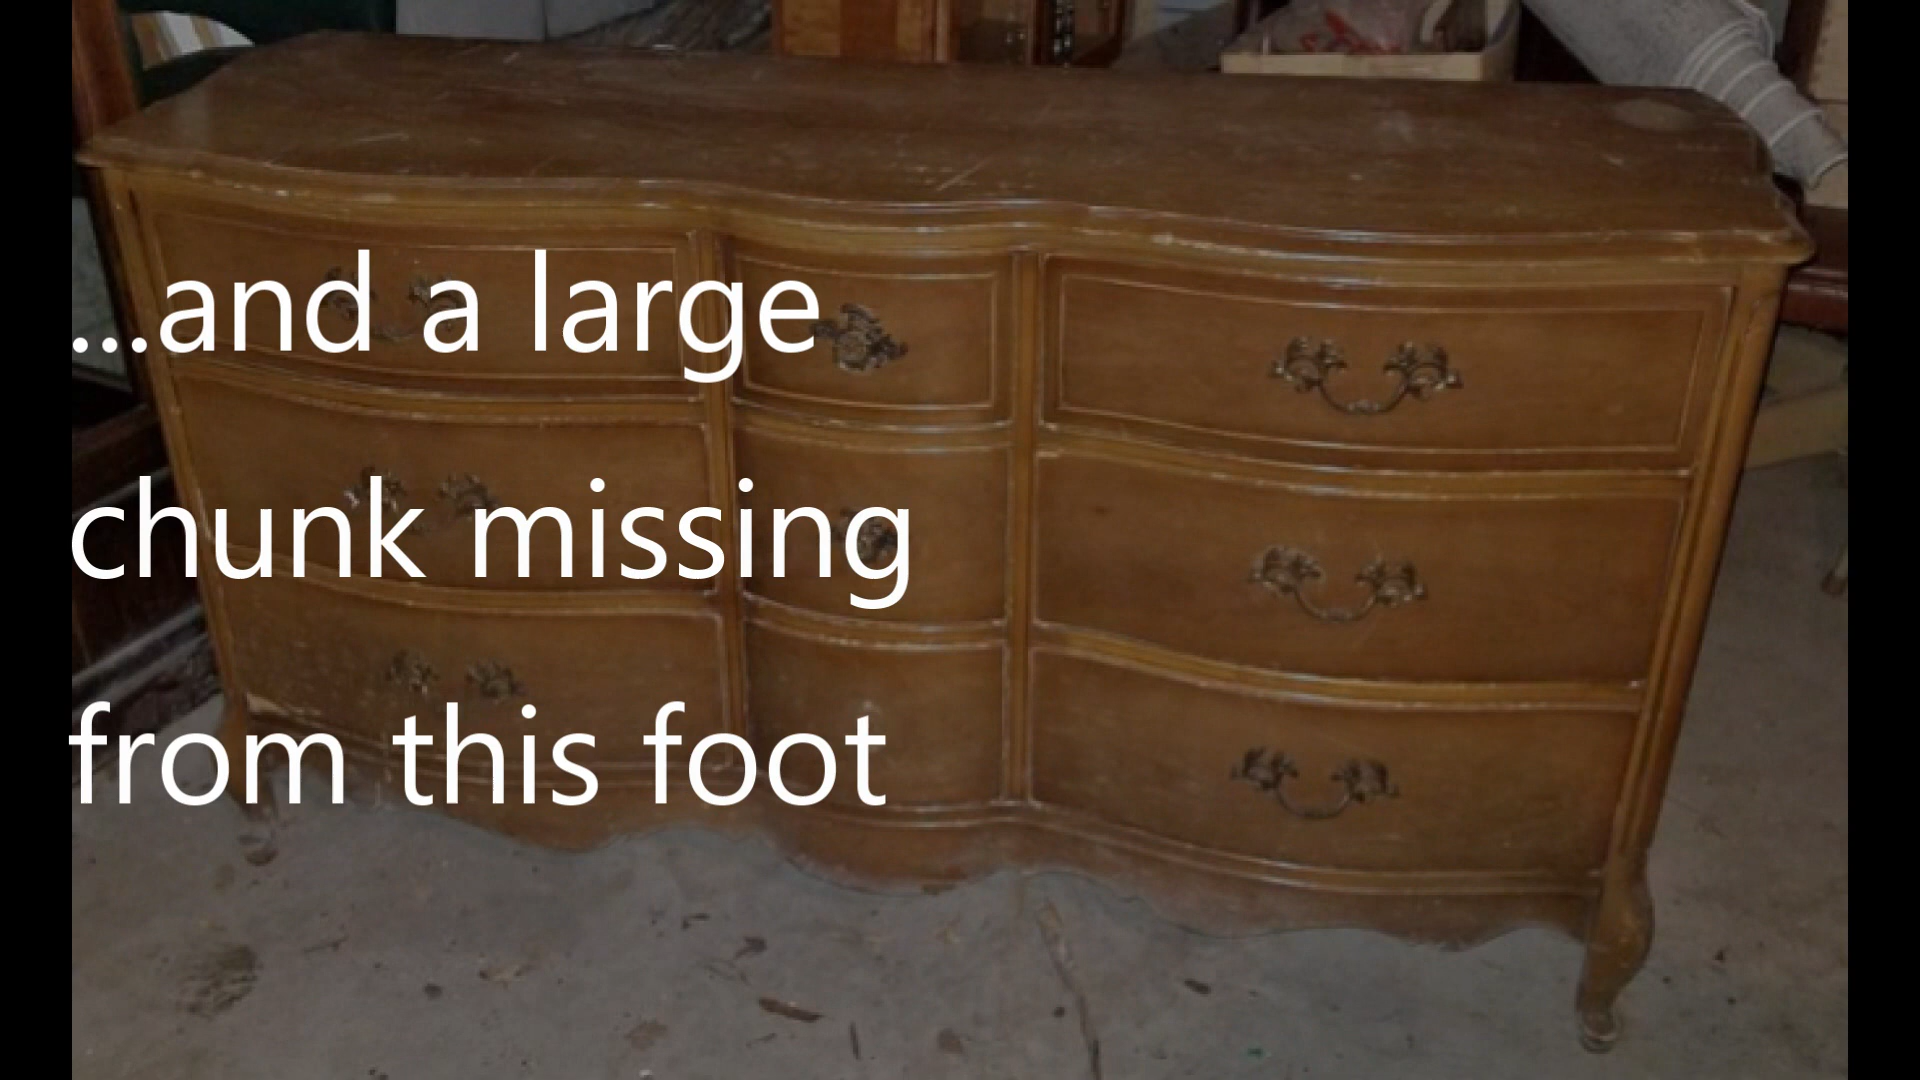 ...and a large
chunk missing
from this foot